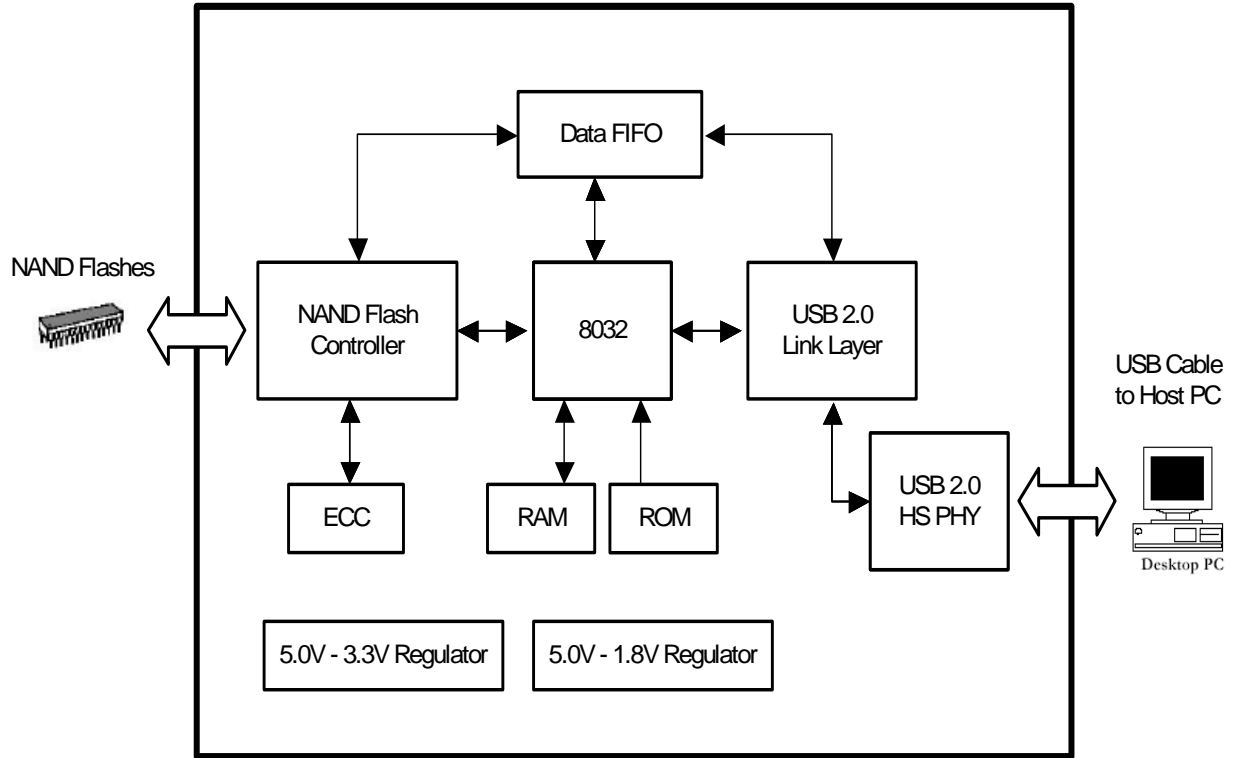 Data FIFO
NAND Flashes
NAND Flash
Controller
8032
USB 2.0
Link Layer
USB Cable
to Host PC
ECC
RAM
ROM
USB 2.0
HS PHY
Desktop PC
5.0V - 3.3V Regulator
5.0V - 1.8V Regulator